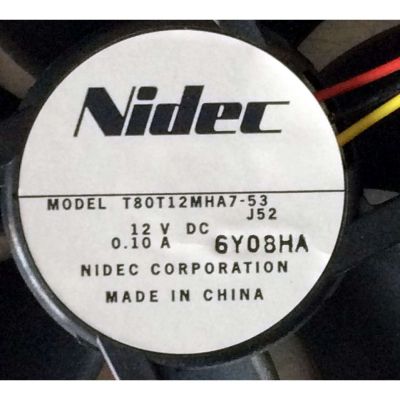 Nidec
MODEL T80T12MHA7-53
J52
12 V DC
0.10 A 6Y08HA
NIDEC CORPORATION
MADE IN CHINA